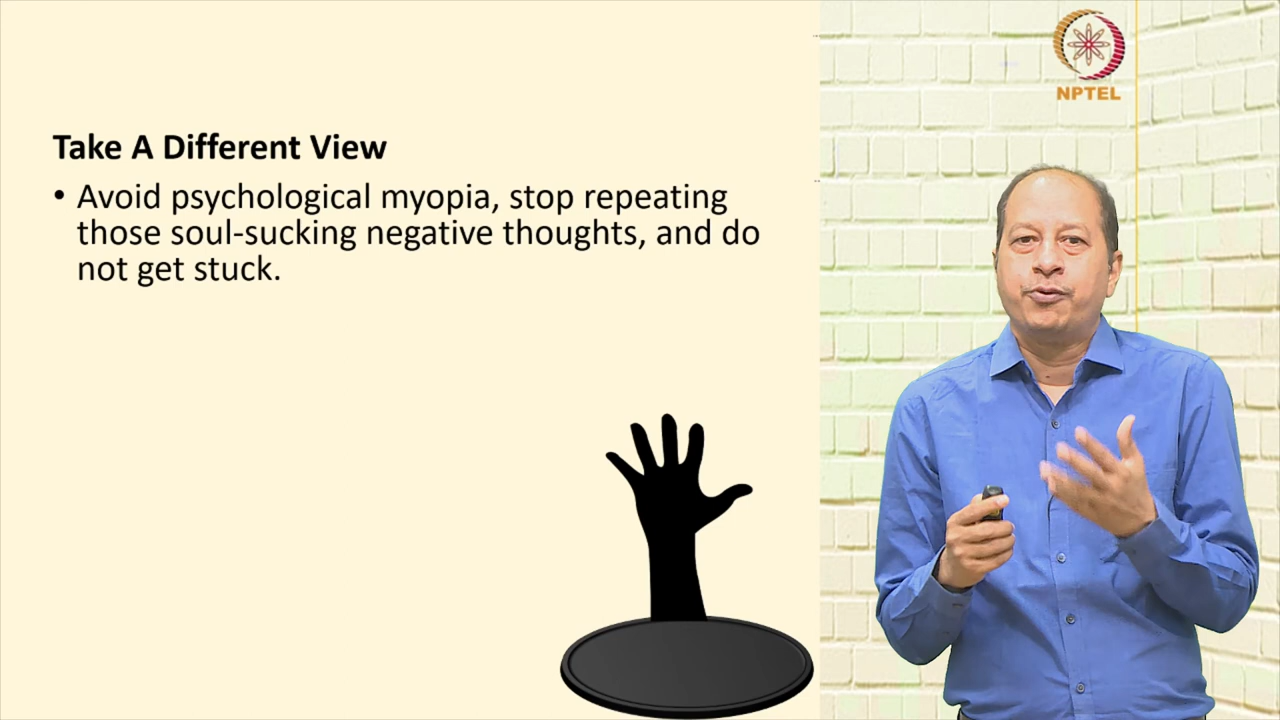 NPTEL
Take A Different View
• Avoid psychological myopia, stop repeating
those soul-sucking negative thoughts, and do
not get stuck.